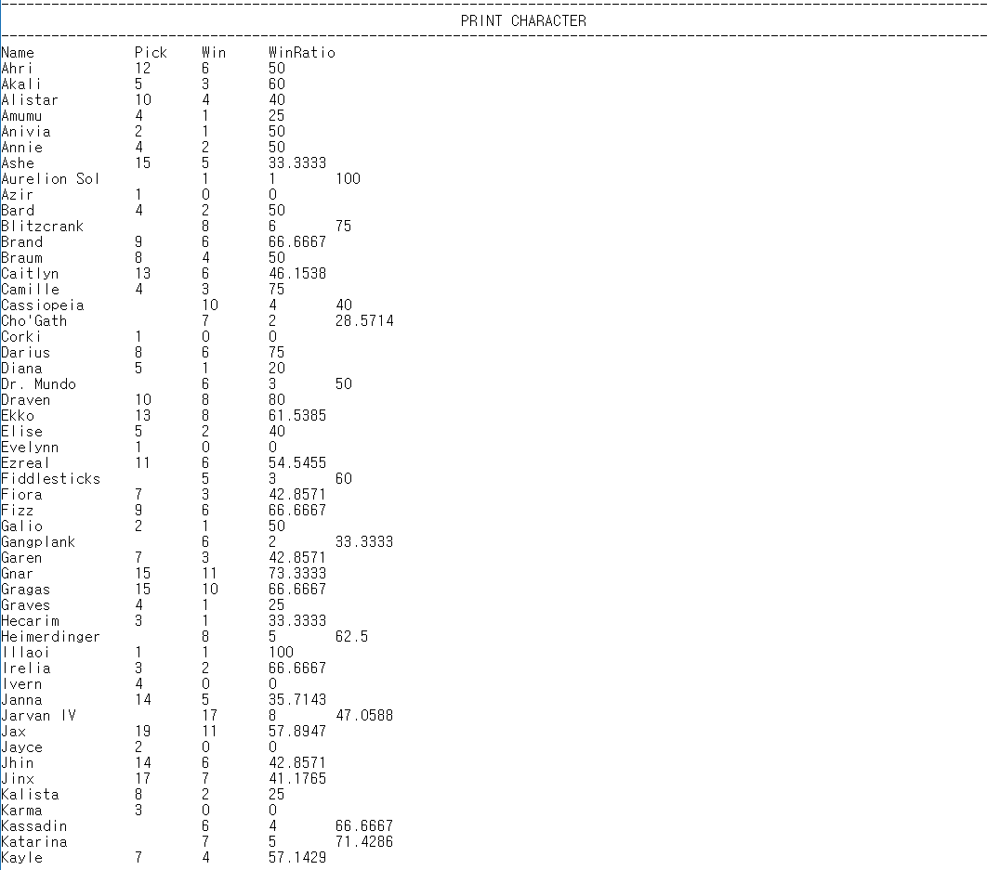 --------------------------------------------------------------------------------------------------------------------
PRINT CHARACTER
--------------------------------------------------------------------------------------------------------------------
Name Pick Win WinRatio
Ahri 12 6 50
Akali 5 3 60
Alistar 10 4 40
Amumu 4 1 25
Anivia 2 1 50
Annie 4 2 50
Ashe 15 5 33.3333
Aurelion Sol 1 1 100
Azir 1 0 0
Bard 4 2 50
Blitzcrank 8 6 75
Brand 9 6 66.6667
Braum 8 4 50
Caitlyn 13 6 46.1538
Camille 4 3 75
Cassiopeia 10 4 40
Cho'Gath 7 2 28.5714
Corki 1 0 0
Darius 8 6 75
Diana 5 1 20
Dr. Mundo 6 3 50
Draven 10 8 80
Ekko 13 8 61.5385
Elise 5 2 40
Evelynn 1 0 0
Ezreal 11 6 54.5455
Fiddlesticks 5 3 60
Fiora 7 3 42.8571
Fizz 9 6 66.6667
Galio 2 1 50
Gangplank 6 2 33.3333
Garen 7 3 42.8571
Gnar 15 11 73.3333
Gragas 15 10 66.6667
Graves 4 1 25
Hecarim 3 1 33.3333
Heimerdinger 8 5 62.5
Illaoi 1 1 100
Irelia 3 2 66.6667
Ivern 4 0 0
Janna 14 5 35.7143
Jarvan IV 17 8 47.0588
Jax 19 11 57.8947
Jayce 2 0 0
Jhin 14 6 42.8571
Jinx 17 7 41.1765
Kalista 8 2 25
Karma 3 0 0
Kassadin 6 4 66.6667
Katarina 7 5 71.4286
Kayle 7 4 57.1429